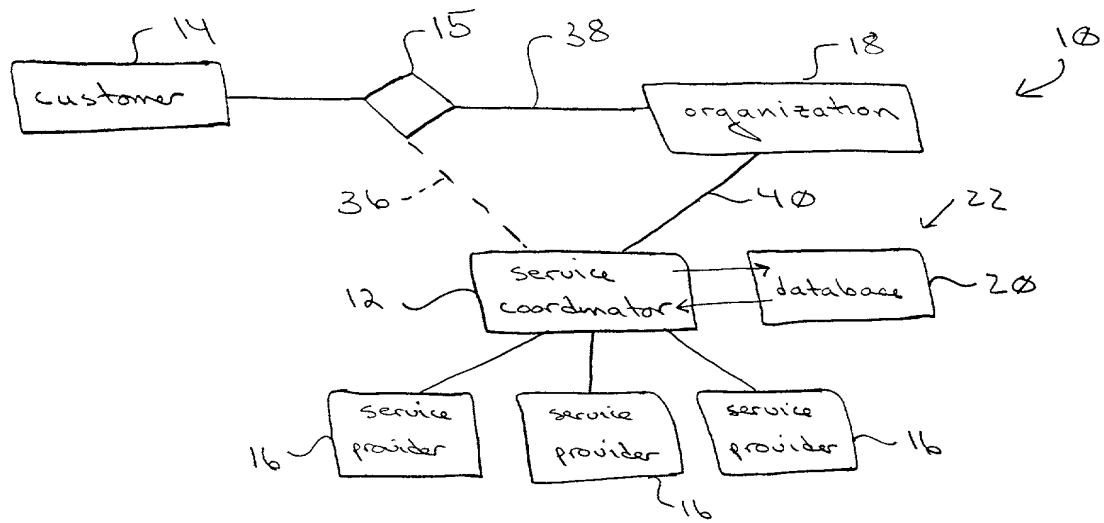 14
15
38
18
10
customer
organization
36
40
22
service
coordinator
database
12
20
service
provider
service
provider
service
provider
16
16
16